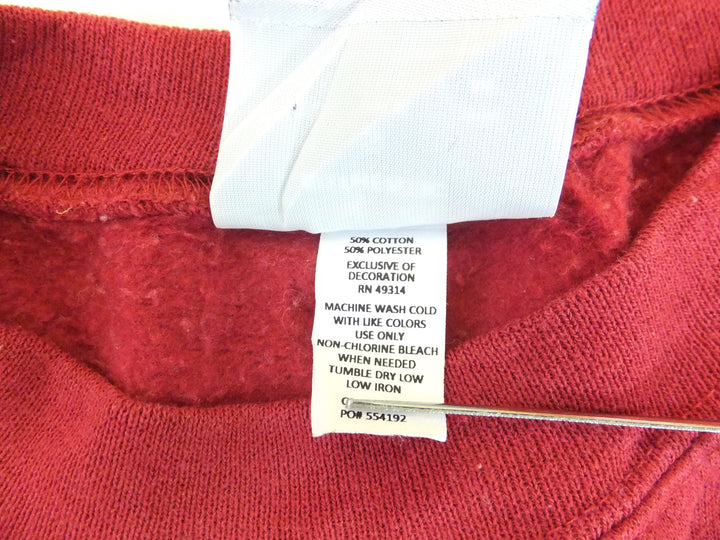 50% COTTON
50% POLYESTER
EXCLUSIVE OF
DECORATION
RN 49314
MACHINE WASH COLD
WITH LIKE COLORS
USE ONLY
NON-CHLORINE BLEACH
WHEN NEEDED
TUMBLE DRY LOW
LOW IRON
PO# 554192